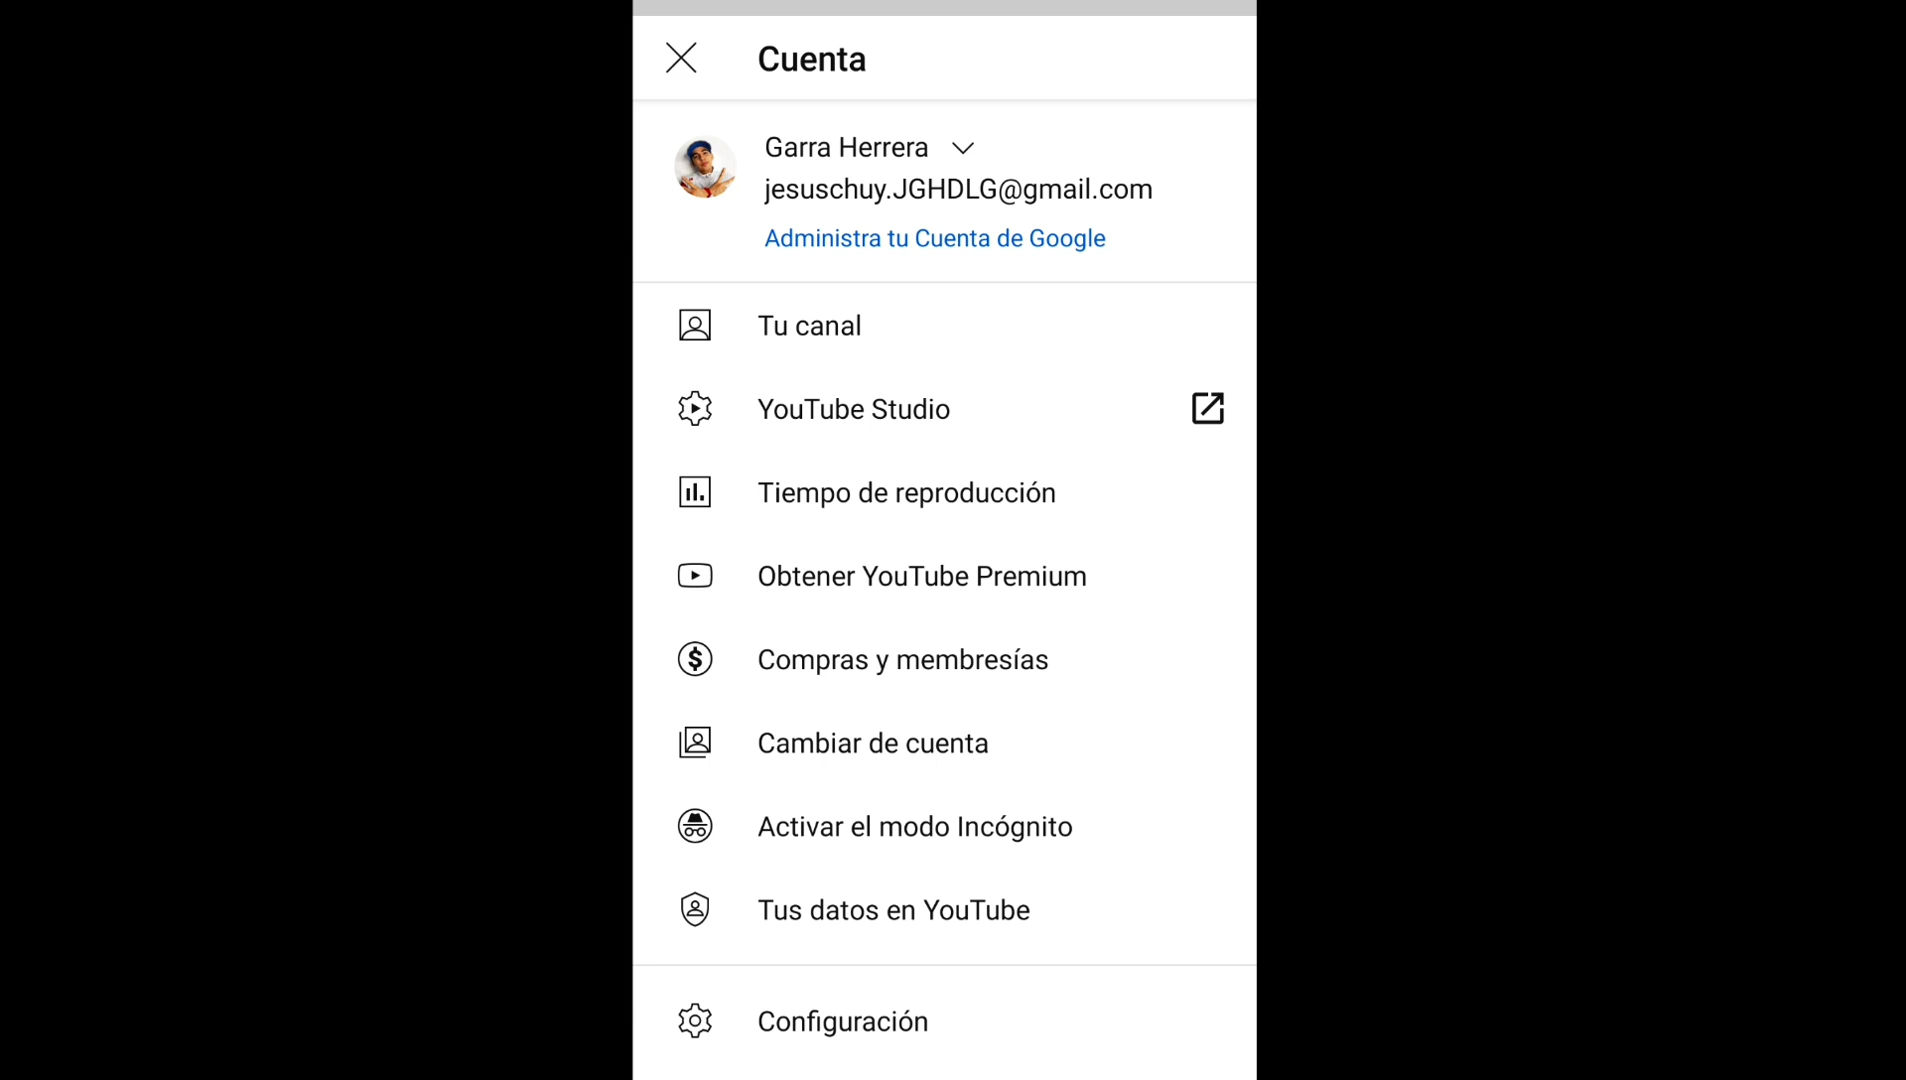 Cuenta
Garra Herrera
jesuschuy.JGHDLG@gmail.com
Administra tu Cuenta de Google
Tu canal
YouTube Studio
Tiempo de reproducción
Obtener YouTube Premium
Compras y membresías
Cambiar de cuenta
Activar el modo Incógnito
Tus datos en YouTube
Configuración